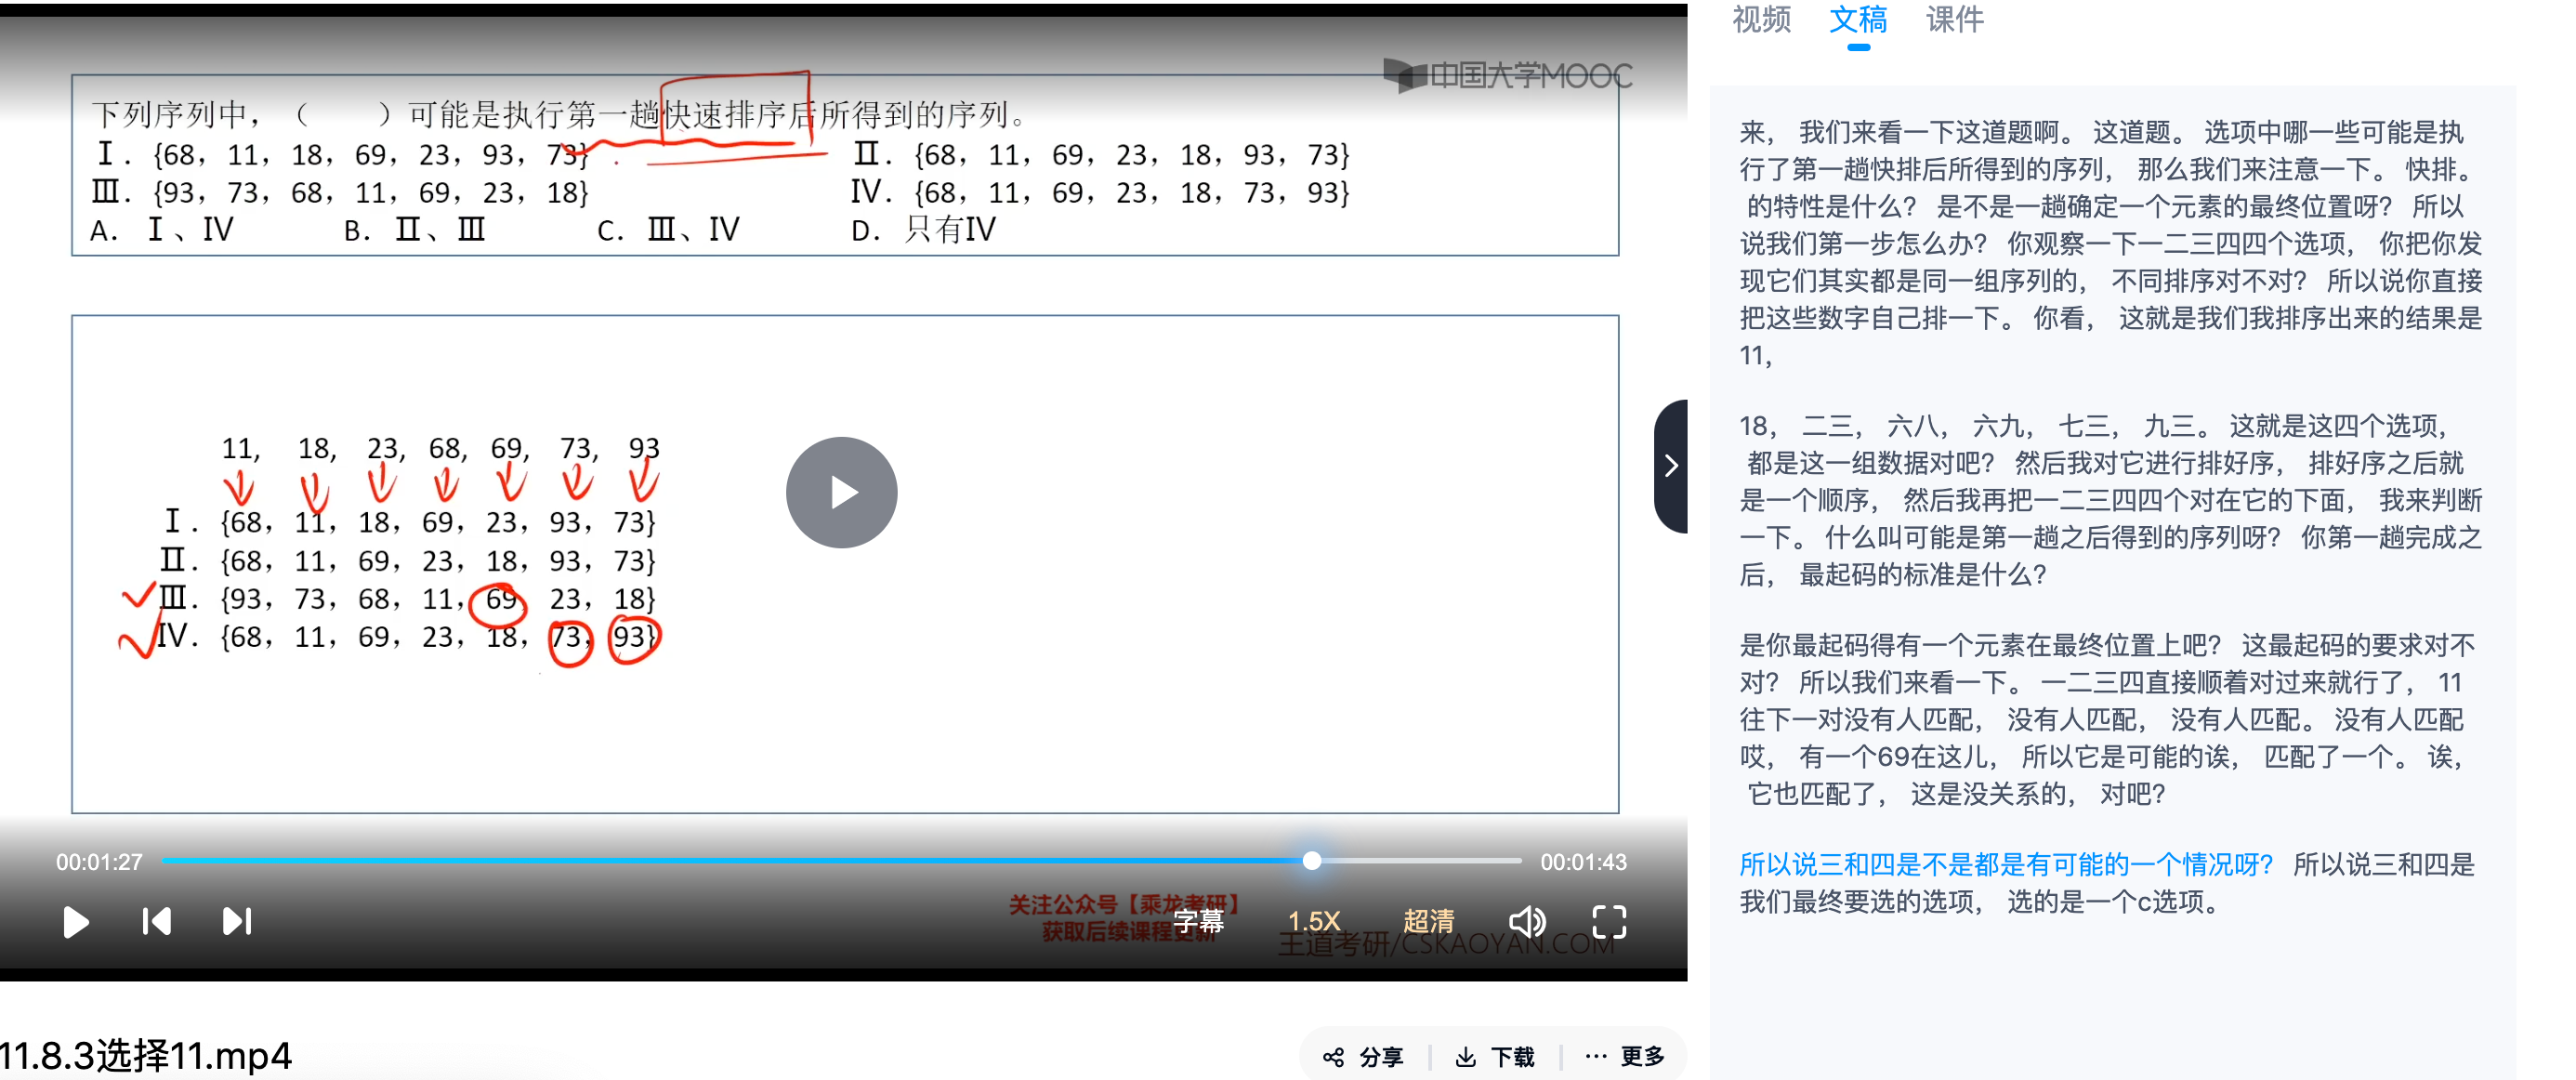 视频 文稿 课件
中国大学MOOC
下列序列中，（ ）可能是执行第一趟快速排序后所得到的序列。
Ⅰ. {68, 11, 18, 69, 23, 93, 73} Ⅱ. {68, 11, 69, 23, 18, 93, 73}
Ⅲ. {93, 73, 68, 11, 69, 23, 18} Ⅳ. {68, 11, 69, 23, 18, 73, 93}
A. Ⅰ、Ⅳ B. Ⅱ、Ⅲ C. Ⅲ、Ⅳ D. 只有Ⅳ
11, 18, 23, 68, 69, 73, 93
Ⅰ. {68, 11, 18, 69, 23, 93, 73}
Ⅱ. {68, 11, 69, 23, 18, 93, 73}
Ⅲ. {93, 73, 68, 11, 69, 23, 18}
Ⅳ. {68, 11, 69, 23, 18, 73, 93}
00:01:27 00:01:43
关注公众号【乘龙考研】
获取后续课程更新
字幕 1.5X 超清
王道考研/CSKAOYAN.COM
11.8.3选择11.mp4
分享 下载 更多
来， 我们来看一下这道题啊。 这道题。 选项中哪一些可能是执
行了第一趟快排后所得到的序列， 那么我们来注意一下。 快排。
的特性是什么？ 是不是一趟确定一个元素的最终位置呀？ 所以
说我们第一步怎么办？ 你观察一下一二三四四个选项， 你把你发
现它们其实都是同一组序列的， 不同排序对不对？ 所以说你直接
把这些数字自己排一下。 你看， 这就是我们我排序出来的结果是
11，
18， 二三， 六八， 六九， 七三， 九三。 这就是这四个选项，
都是这一组数据对吧？ 然后我对它进行排好序， 排好序之后就
是一个顺序， 然后我再把一二三四四个对在它的下面， 我来判断
一下。 什么叫可能是第一趟之后得到的序列呀？ 你第一趟完成之
后， 最起码的标准是什么？
是你最起码得有一个元素在最终位置上吧？ 这最起码的要求对不
对？ 所以我们来看一下。 一二三四直接顺着对过来就行了， 11
往下一对没有人匹配， 没有人匹配， 没有人匹配。 没有人匹配
哎， 有一个69在这儿， 所以它是可能的诶， 匹配了一个。 诶，
它也匹配了， 这是没关系的， 对吧？
所以说三和四是不是都是有可能的一个情况呀？ 所以说三和四是
我们最终要选的选项， 选的是一个c选项。